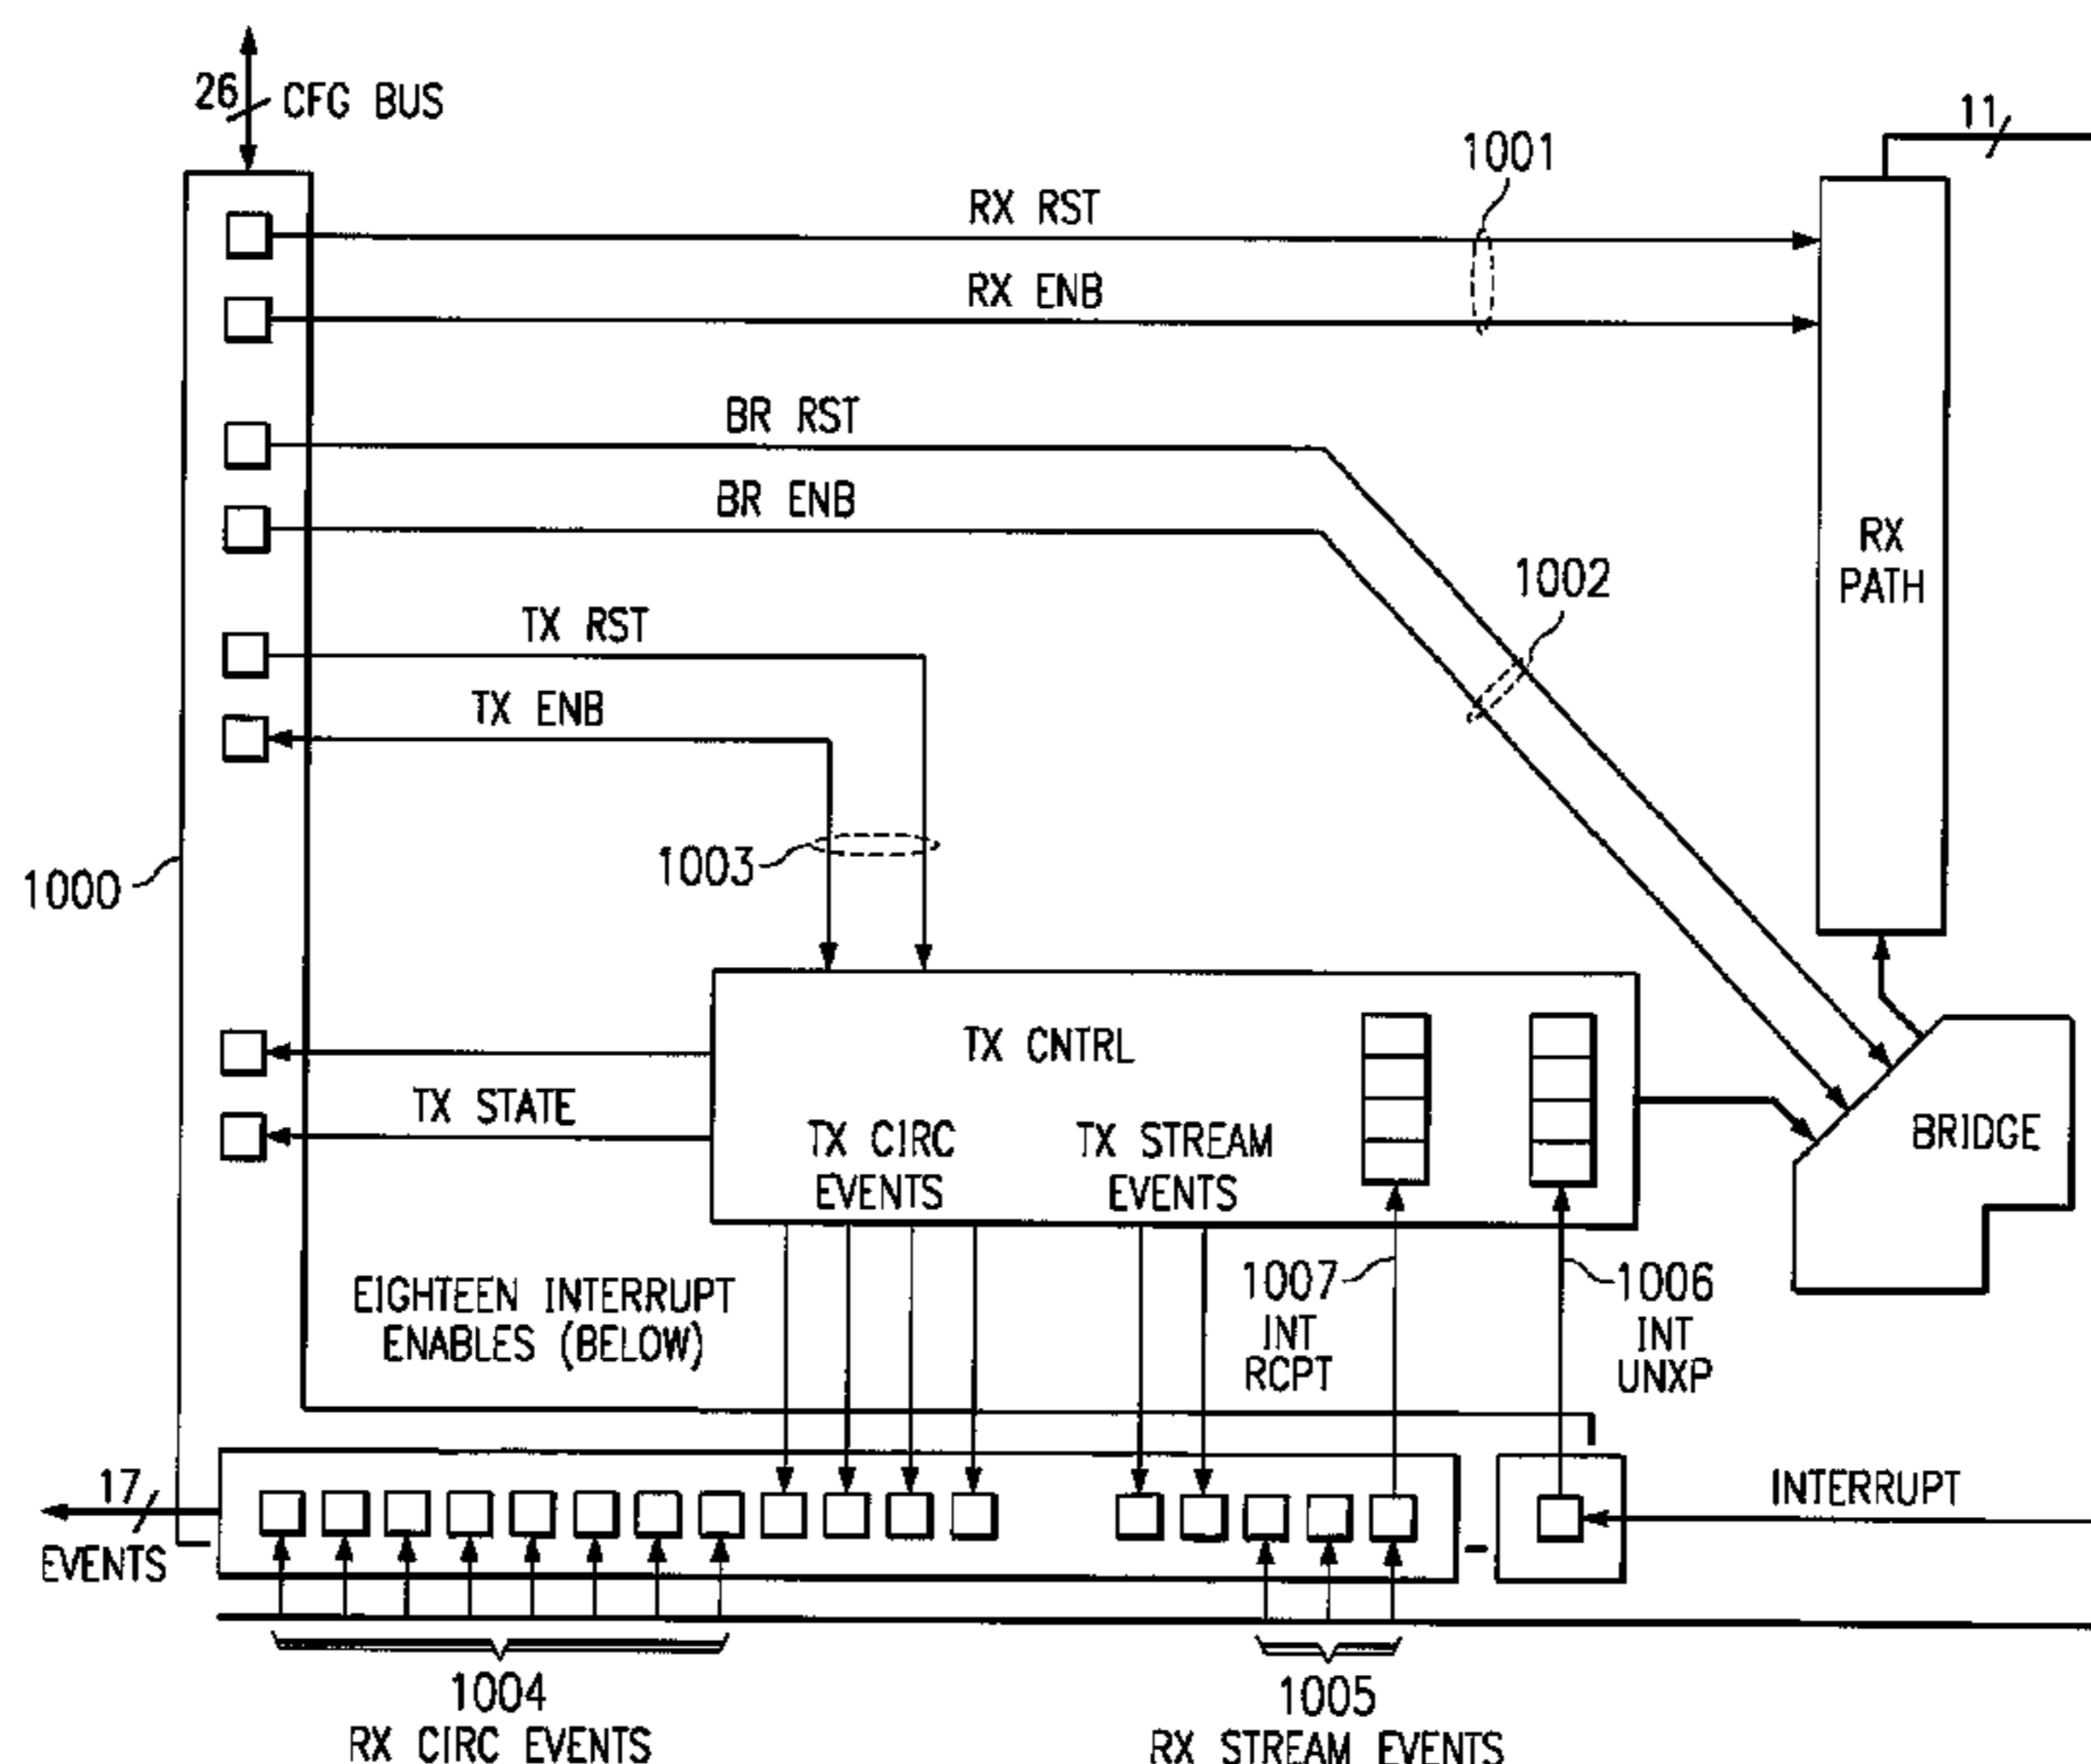 26 CFG BUS
11
1001
RX RST
RX ENB
BR RST
BR ENB
RX
PATH
1002
TX RST
TX ENB
1003
1000
TX CNTRL
TX STATE
TX CIRC
EVENTS
TX STREAM
EVENTS
BRIDGE
EIGHTEEN INTERRUPT
ENABLES (BELOW)
1007
INT
RCPT
1006
INT
UNXP
17
EVENTS
INTERRUPT
1004
RX CIRC EVENTS
1005
RX STREAM EVENTS